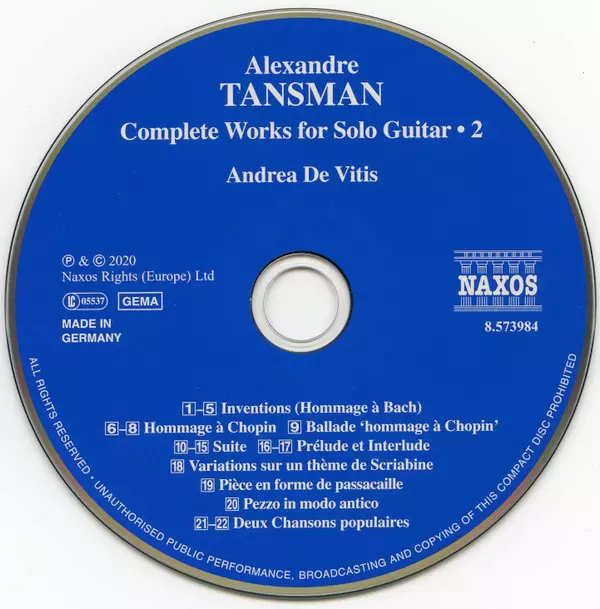 Alexandre
TANSMAN
Complete Works for Solo Guitar • 2
Andrea De Vitis
℗ & © 2020
Naxos Rights (Europe) Ltd
LC 05537 GEMA
MADE IN
GERMANY
NAXOS
8.573984
1–5 Inventions (Hommage à Bach)
6–8 Hommage à Chopin 9 Ballade ‘hommage à Chopin’
10–15 Suite 16–17 Prélude et Interlude
18 Variations sur un thème de Scriabine
19 Pièce en forme de passacaille
20 Pezzo in modo antico
21–22 Deux Chansons populaires
ALL RIGHTS RESERVED • UNAUTHORISED PUBLIC PERFORMANCE, BROADCASTING AND COPYING OF THIS COMPACT DISC PROHIBITED